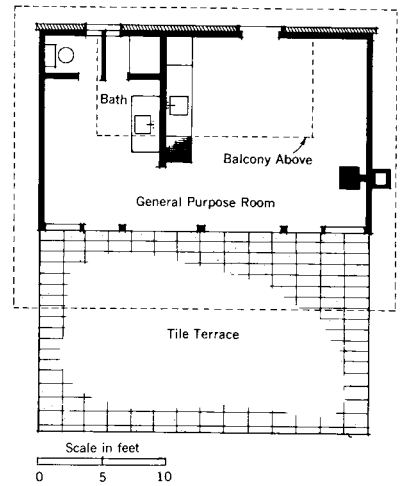 Bath
Balcony Above
General Purpose Room
Tile Terrace
Scale in feet
0 5 10